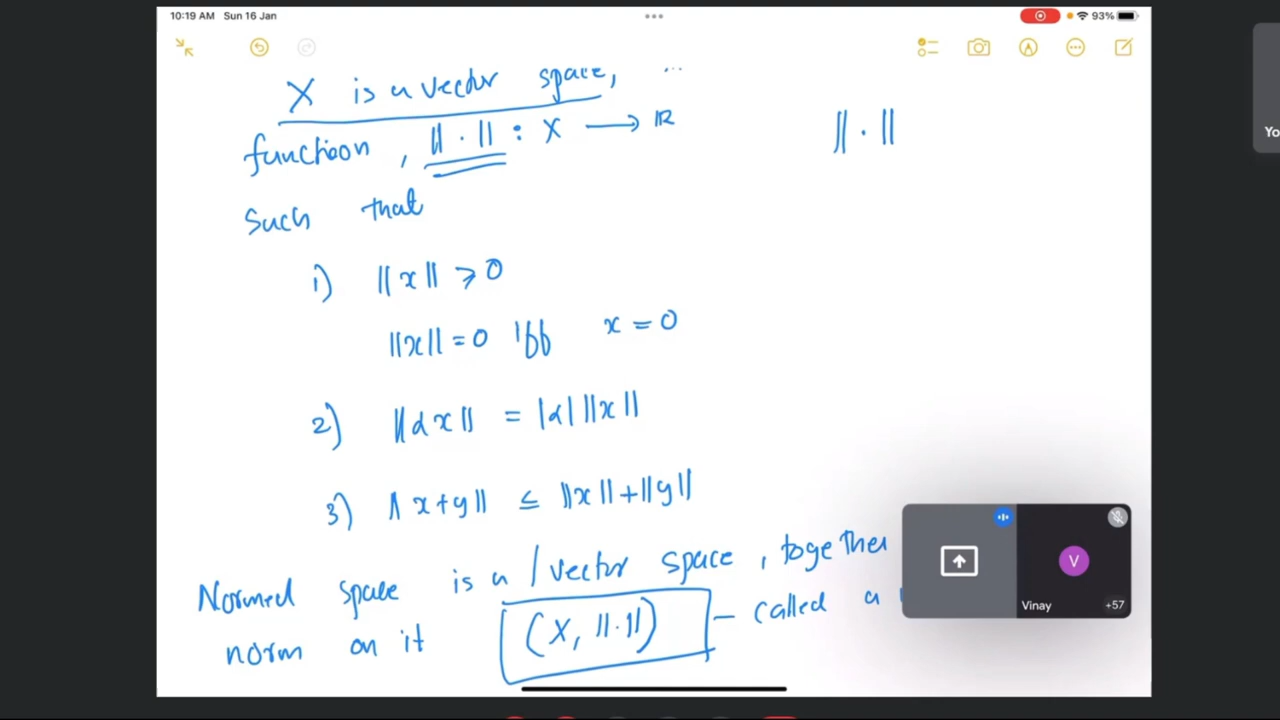 10:19 AM Sun 16 Jan
93%
X is a vector space, ...
function, ||·|| : X → ℝ
||·||
Such that
1) ||x|| ≥ 0
||x|| = 0 iff x = 0
2) ||αx|| = |α| ||x||
3) ||x+y|| ≤ ||x|| + ||y||
Normed space is a vector space, together
norm on it (X, ||·||) — called a
Vinay +57
Yo